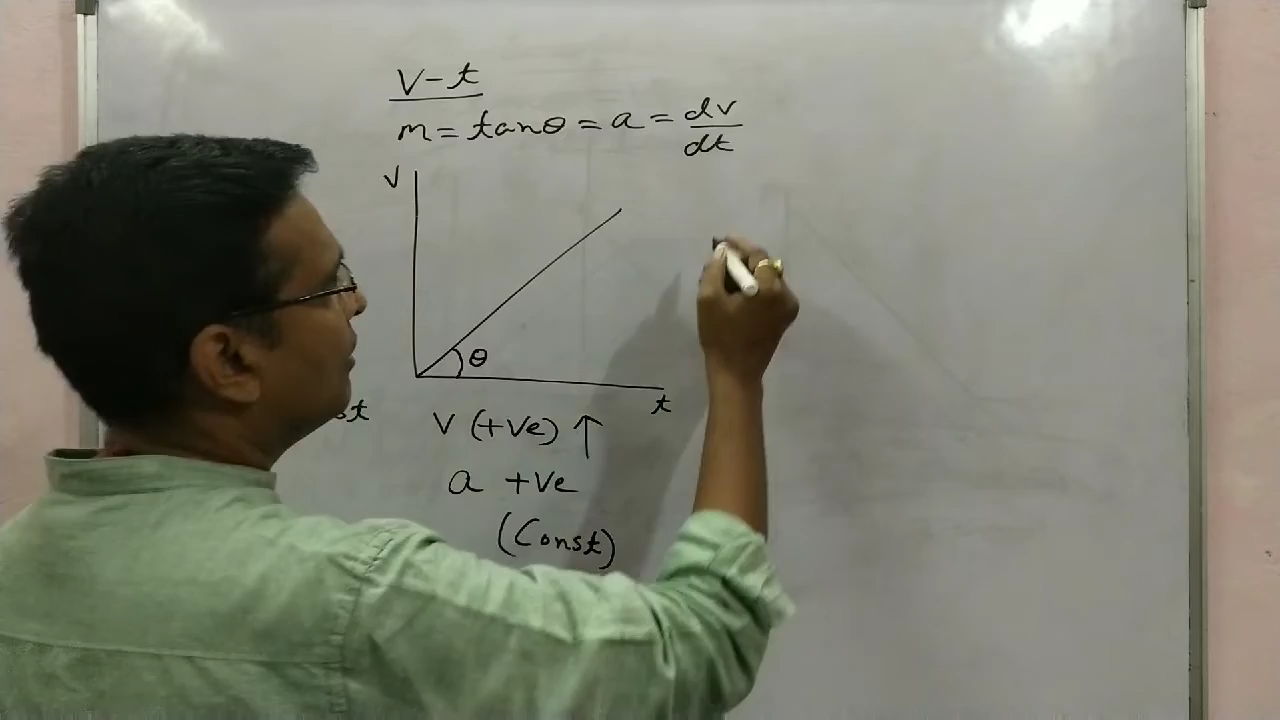 V-t
m = tanθ = a = dv/dt
V
θ
t
V (+Ve) ↑
a +Ve
(Const)